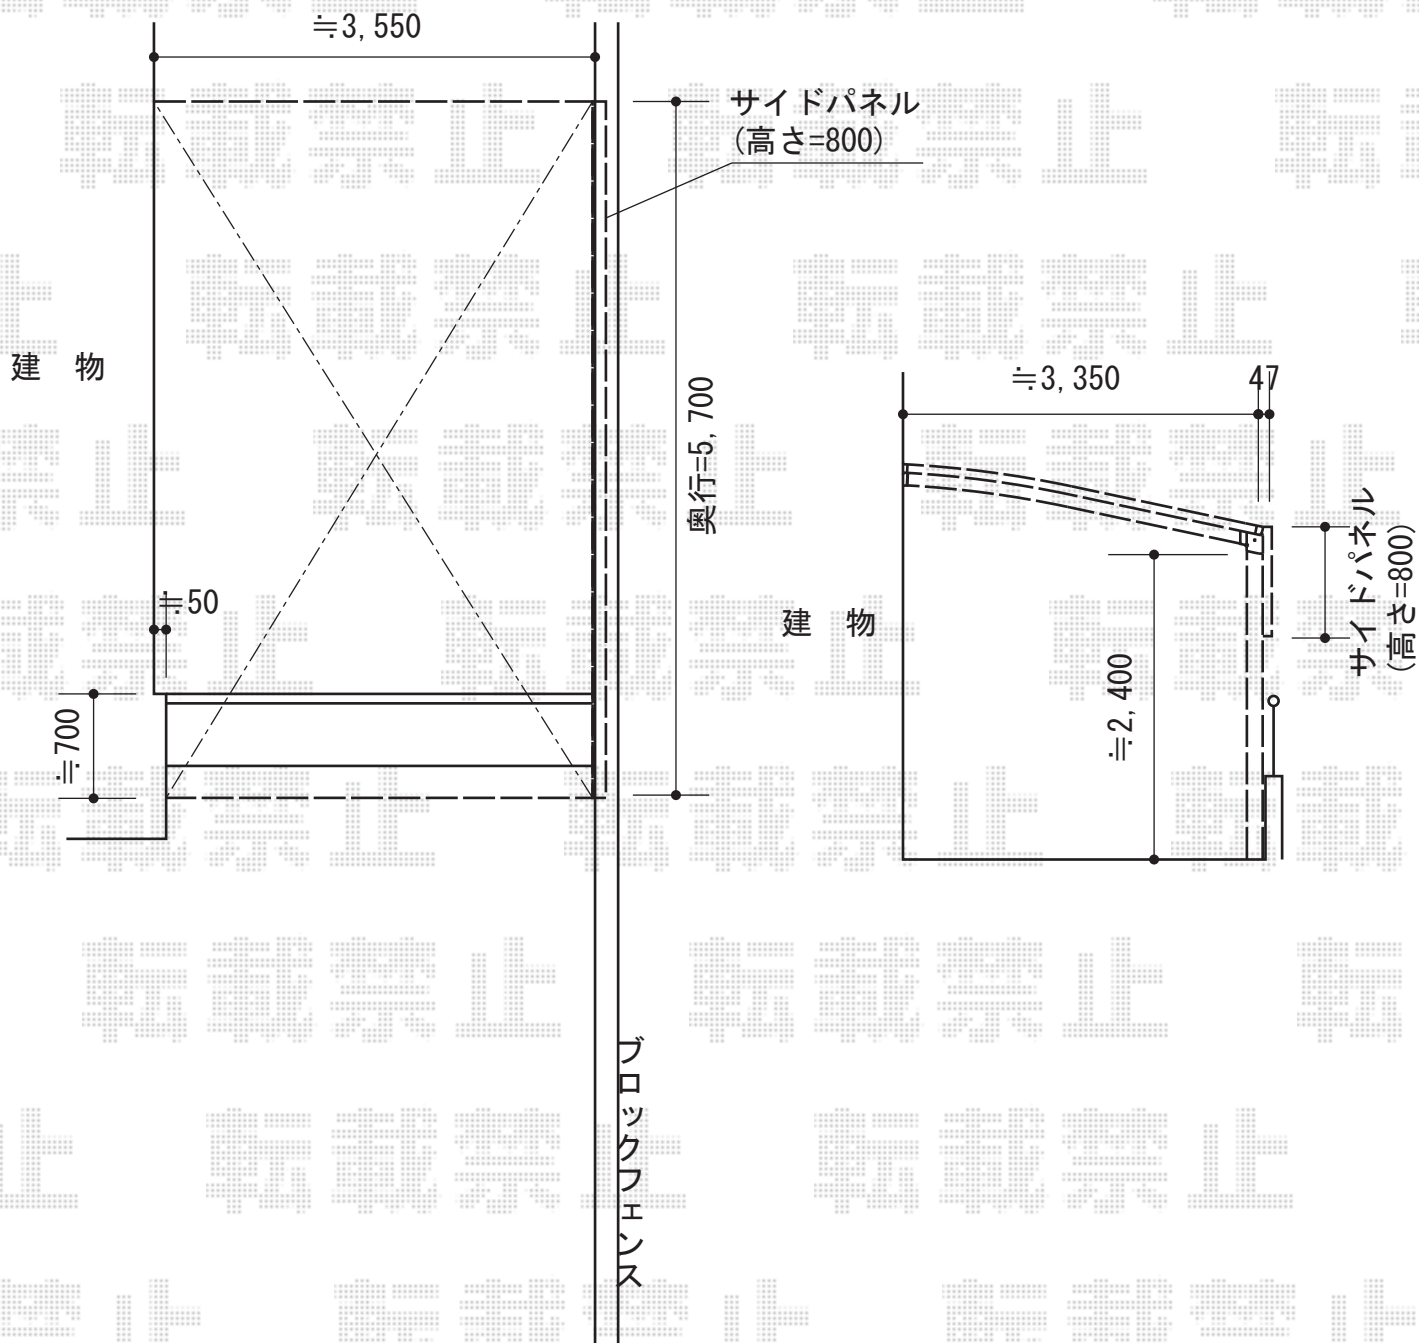 ≒3,550
サイドパネル
(高さ=800)
建　物
奥行=5,700
≒50
≒700
ブロックフェンス
≒3,350
47
サイドパネル
(高さ=800)
建　物
≒2,400
転載禁止